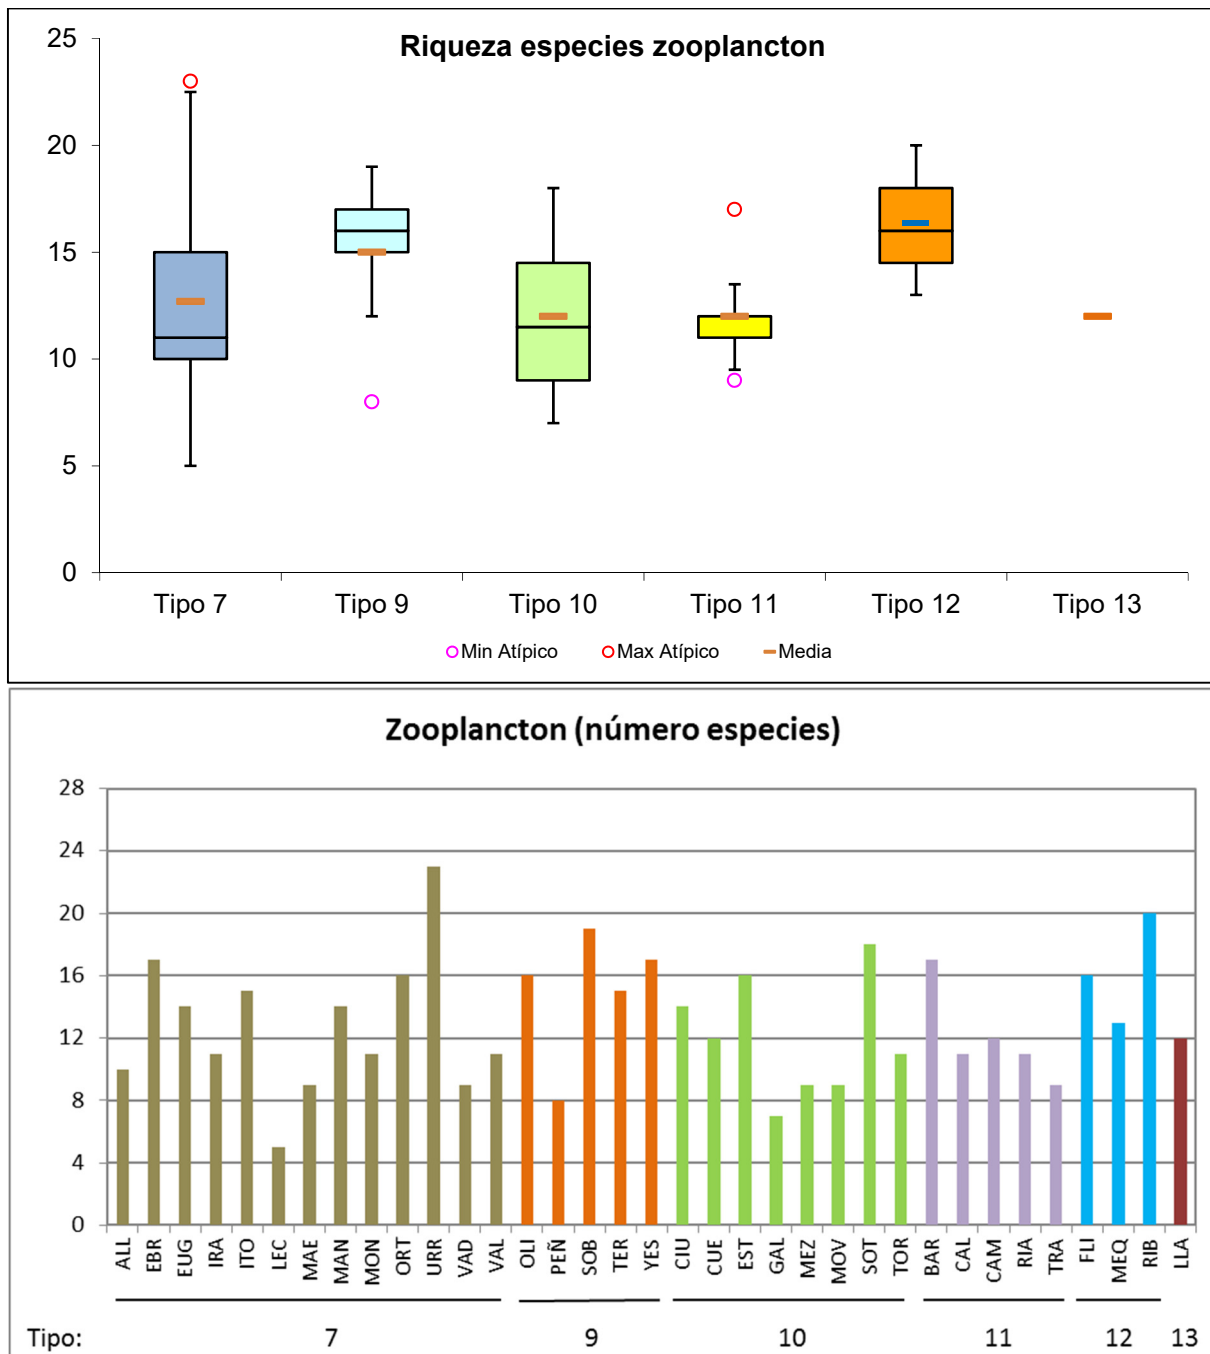 Riqueza especies zooplancton
25
20
15
10
5
0
Tipo 7 Tipo 9 Tipo 10 Tipo 11 Tipo 12 Tipo 13
Min Atípico Max Atípico Media
Zooplancton (número especies)
28
24
20
16
12
8
4
0
ALL EBR EUG IRA ITO LEC MAE MAN MON ORT URR VAD VAL OLI PEÑ SOB TER YES CIU CUE EST GAL MEZ MOV SOT TOR BAR CAL CAM RIA TRA FLI MEQ RIB LLA
Tipo: 7 9 10 11 12 13